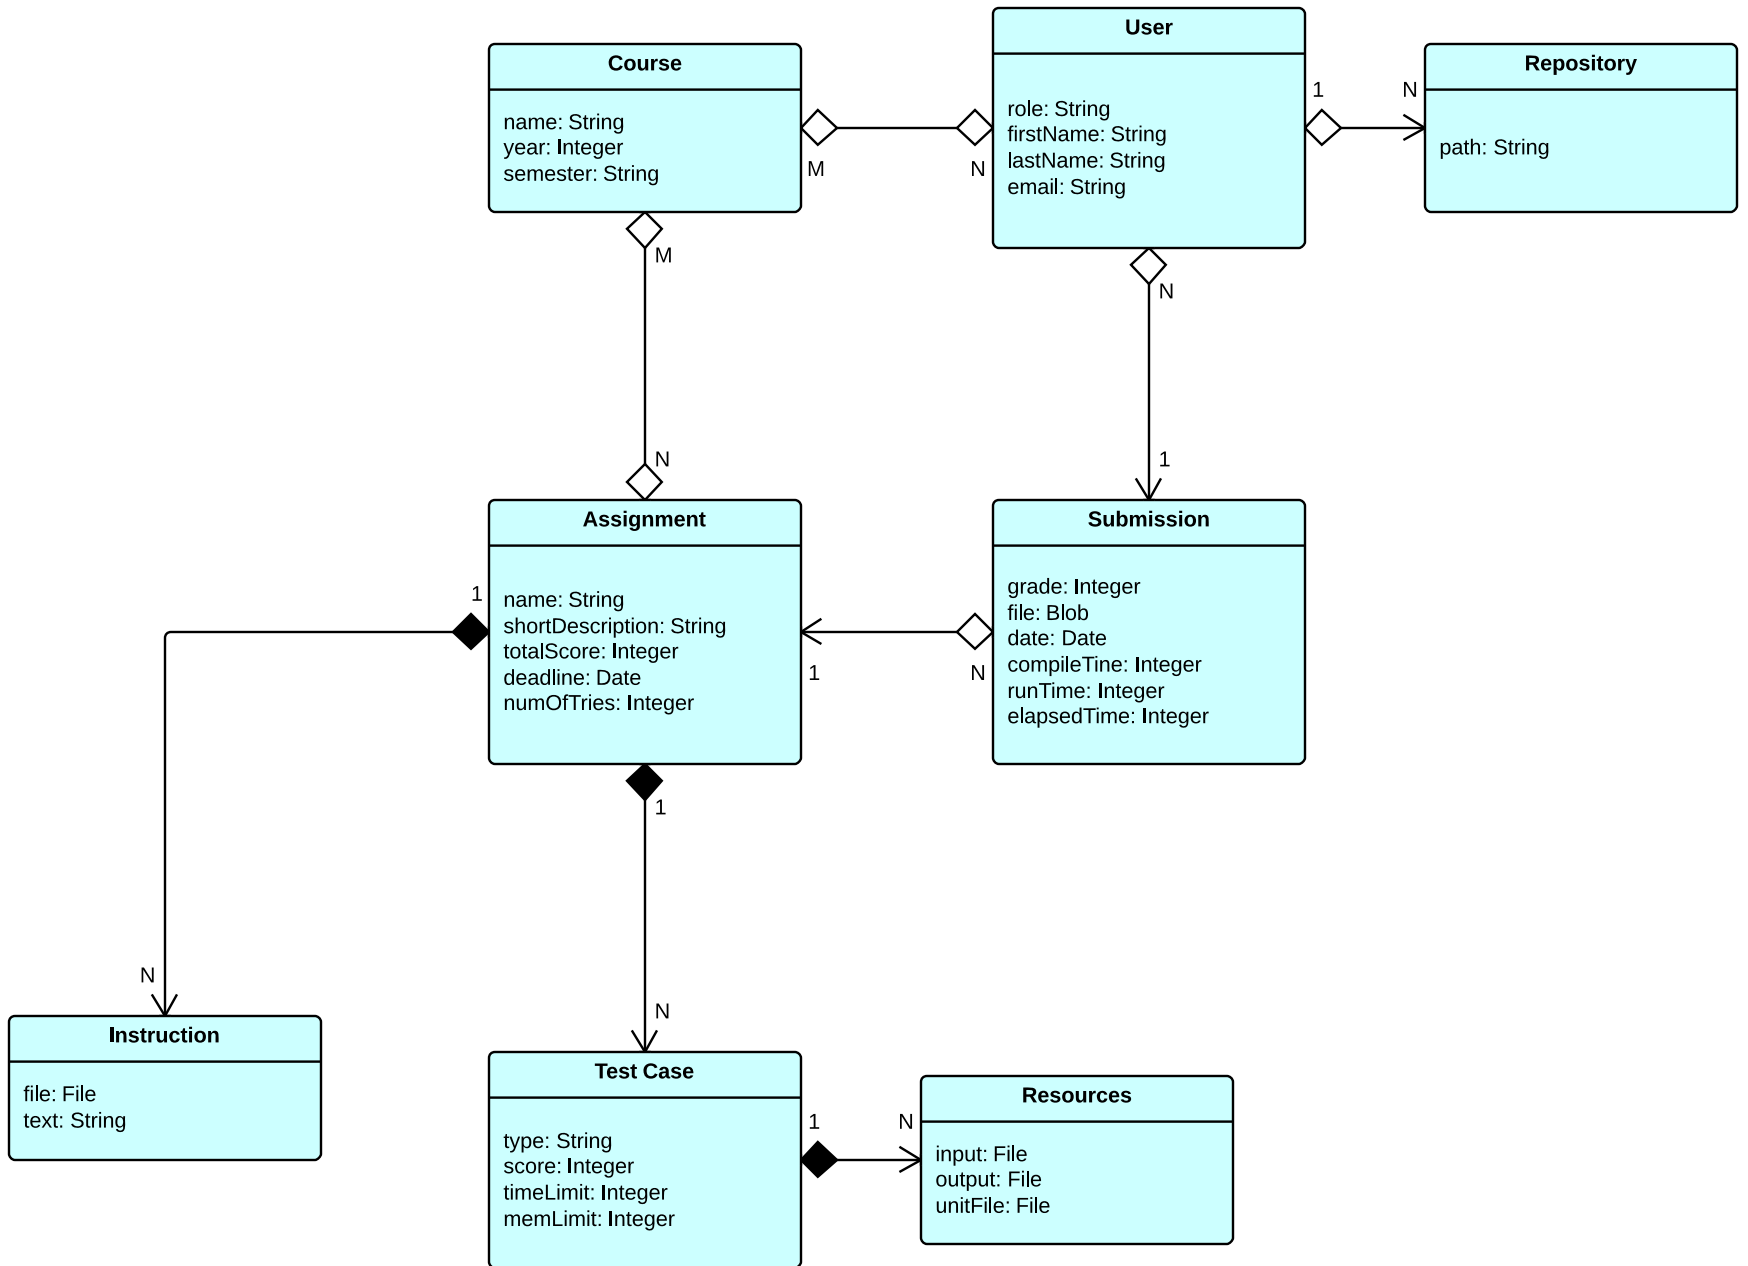 Course
name: String
year: Integer
semester: String
M
N
User
role: String
firstName: String
lastName: String
email: String
1
N
Repository
path: String
M
N
N
1
Assignment
name: String
shortDescription: String
totalScore: Integer
deadline: Date
numOfTries: Integer
1
N
Submission
grade: Integer
file: Blob
date: Date
compileTine: Integer
runTime: Integer
elapsedTime: Integer
1
N
1
N
Instruction
file: File
text: String
Test Case
type: String
score: Integer
timeLimit: Integer
memLimit: Integer
1
N
Resources
input: File
output: File
unitFile: File